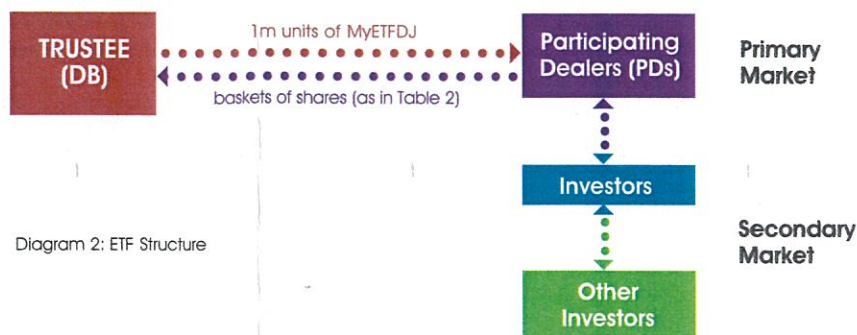 1m units of MyETFDJ
TRUSTEE
(DB)
Participating
Dealers (PDs)
Primary
Market
baskets of shares (as in Table 2)
Investors
Diagram 2: ETF Structure
Secondary
Market
Other
Investors